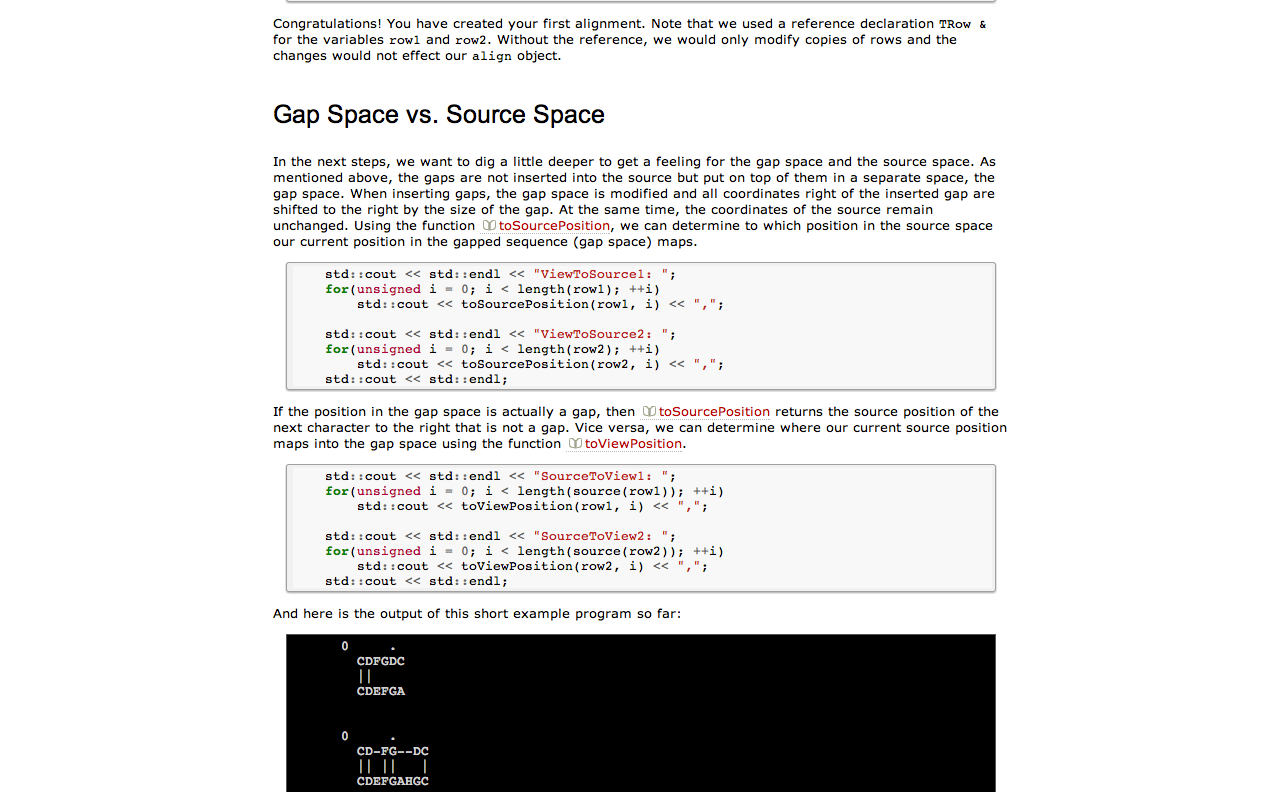 Congratulations! You have created your first alignment. Note that we used a reference declaration TRow &
for the variables row1 and row2. Without the reference, we would only modify copies of rows and the
changes would not effect our align object.
Gap Space vs. Source Space
In the next steps, we want to dig a little deeper to get a feeling for the gap space and the source space. As
mentioned above, the gaps are not inserted into the source but put on top of them in a separate space, the
gap space. When inserting gaps, the gap space is modified and all coordinates right of the inserted gap are
shifted to the right by the size of the gap. At the same time, the coordinates of the source remain
unchanged. Using the function toSourcePosition, we can determine to which position in the source space
our current position in the gapped sequence (gap space) maps.
std::cout << std::endl << "ViewToSource1: ";
for(unsigned i = 0; i < length(row1); ++i)
    std::cout << toSourcePosition(row1, i) << ",";
std::cout << std::endl << "ViewToSource2: ";
for(unsigned i = 0; i < length(row2); ++i)
    std::cout << toSourcePosition(row2, i) << ",";
std::cout << std::endl;
If the position in the gap space is actually a gap, then toSourcePosition returns the source position of the
next character to the right that is not a gap. Vice versa, we can determine where our current source position
maps into the gap space using the function toViewPosition.
std::cout << std::endl << "SourceToView1: ";
for(unsigned i = 0; i < length(source(row1)); ++i)
    std::cout << toViewPosition(row1, i) << ",";
std::cout << std::endl << "SourceToView2: ";
for(unsigned i = 0; i < length(source(row2)); ++i)
    std::cout << toViewPosition(row2, i) << ",";
std::cout << std::endl;
And here is the output of this short example program so far:
0     .
  CDFGDC
  ||
  CDEFGA
0     .
  CD-FG--DC
  || ||   |
  CDEFGAHGC